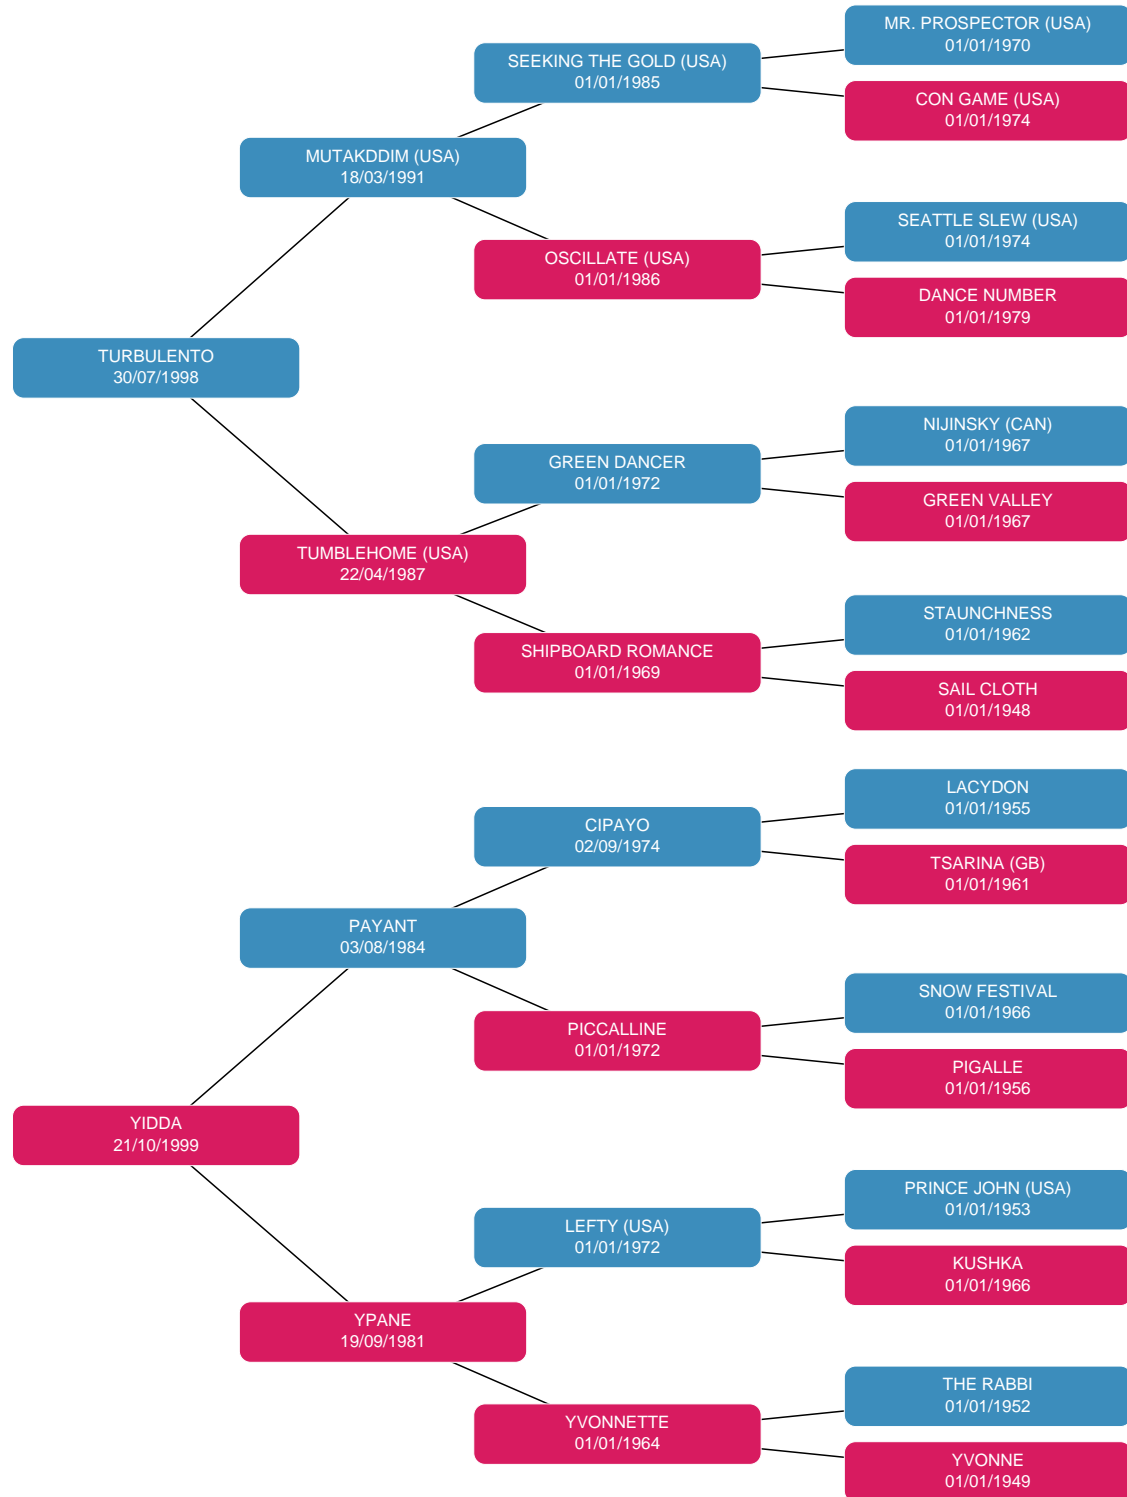 MR. PROSPECTOR (USA)
01/01/1970
SEEKING THE GOLD (USA)
01/01/1985
CON GAME (USA)
01/01/1974
MUTAKDDIM (USA)
18/03/1991
SEATTLE SLEW (USA)
01/01/1974
OSCILLATE (USA)
01/01/1986
DANCE NUMBER
01/01/1979
TURBULENTO
30/07/1998
NIJINSKY (CAN)
01/01/1967
GREEN DANCER
01/01/1972
GREEN VALLEY
01/01/1967
TUMBLEHOME (USA)
22/04/1987
STAUNCHNESS
01/01/1962
SHIPBOARD ROMANCE
01/01/1969
SAIL CLOTH
01/01/1948
LACYDON
01/01/1955
CIPAYO
02/09/1974
TSARINA (GB)
01/01/1961
PAYANT
03/08/1984
SNOW FESTIVAL
01/01/1966
PICCALLINE
01/01/1972
PIGALLE
01/01/1956
YIDDA
21/10/1999
PRINCE JOHN (USA)
01/01/1953
LEFTY (USA)
01/01/1972
KUSHKA
01/01/1966
YPANE
19/09/1981
THE RABBI
01/01/1952
YVONNETTE
01/01/1964
YVONNE
01/01/1949